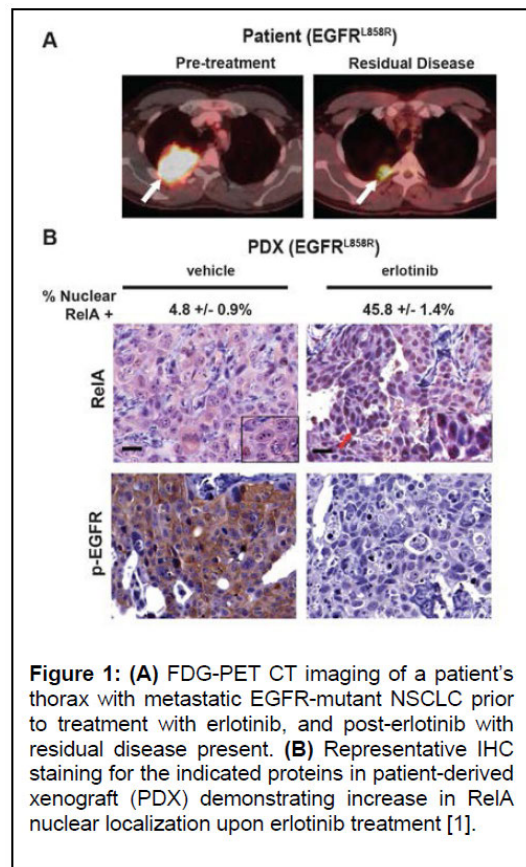 A
Patient (EGFRL858R)
Pre-treatment
Residual Disease
B
PDX (EGFRL858R)
vehicle
erlotinib
% Nuclear
RelA +
4.8 +/- 0.9%
45.8 +/- 1.4%
RelA
p-EGFR
Figure 1: (A) FDG-PET CT imaging of a patient's
thorax with metastatic EGFR-mutant NSCLC prior
to treatment with erlotinib, and post-erlotinib with
residual disease present. (B) Representative IHC
staining for the indicated proteins in patient-derived
xenograft (PDX) demonstrating increase in RelA
nuclear localization upon erlotinib treatment [1].